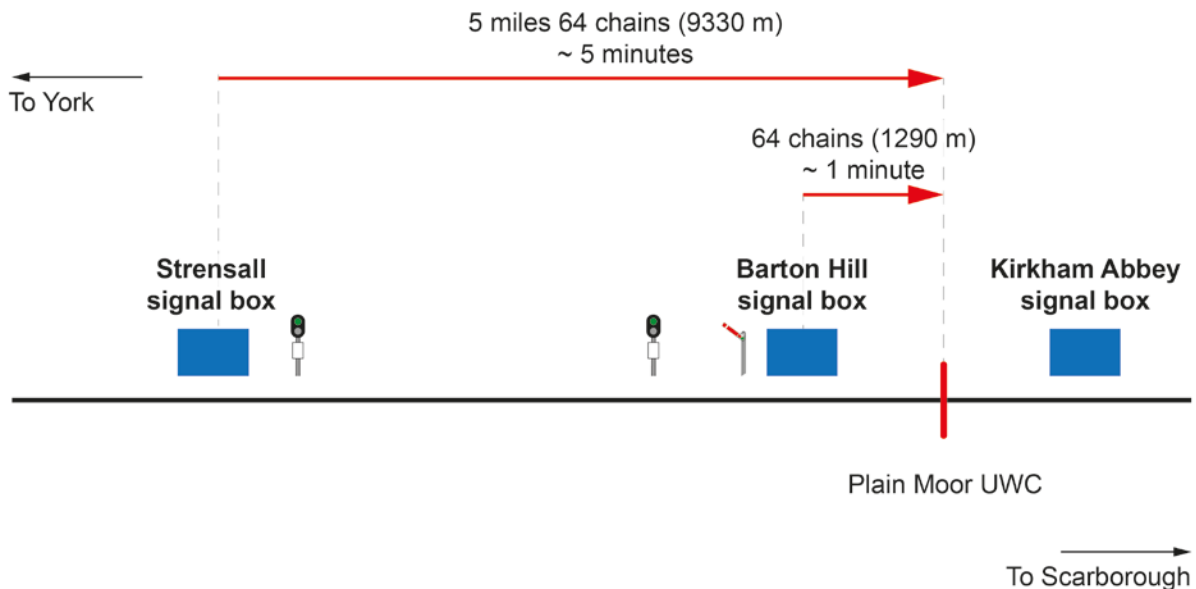 5 miles 64 chains (9330 m)
~ 5 minutes
To York
64 chains (1290 m)
~ 1 minute
Strensall
signal box
Barton Hill
signal box
Kirkham Abbey
signal box
Plain Moor UWC
To Scarborough